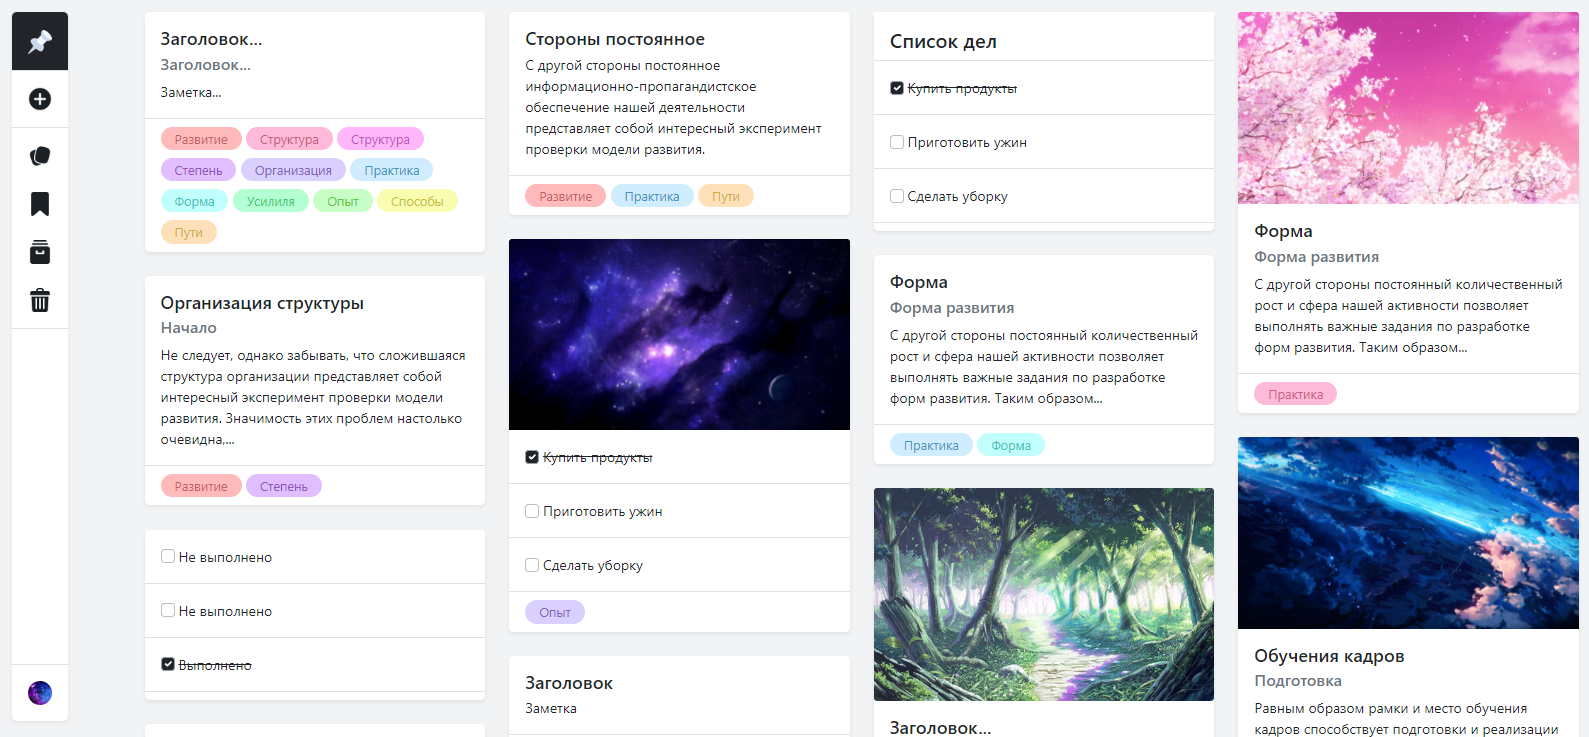 Заголовок...
Заголовок...
Заметка...
Развитие
Структура
Структура
Степень
Организация
Практика
Форма
Усилиля
Опыт
Способы
Пути
Организация структуры
Начало
Не следует, однако забывать, что сложившаяся
структура организации представляет собой
интересный эксперимент проверки модели
развития. Значимость этих проблем настолько
очевидна,...
Развитие
Степень
Не выполнено
Не выполнено
Выполнено
Стороны постоянное
С другой стороны постоянное
информационно-пропагандистское
обеспечение нашей деятельности
представляет собой интересный эксперимент
проверки модели развития.
Развитие
Практика
Пути
Купить продукты
Приготовить ужин
Сделать уборку
Опыт
Заголовок
Заметка
Список дел
Купить продукты
Приготовить ужин
Сделать уборку
Форма
Форма развития
С другой стороны постоянный количественный
рост и сфера нашей активности позволяет
выполнять важные задания по разработке
форм развития. Таким образом...
Практика
Форма
Заголовок...
Форма
Форма развития
С другой стороны постоянный количественный
рост и сфера нашей активности позволяет
выполнять важные задания по разработке
форм развития. Таким образом...
Практика
Обучения кадров
Подготовка
Равным образом рамки и место обучения
кадров способствует подготовки и реализации